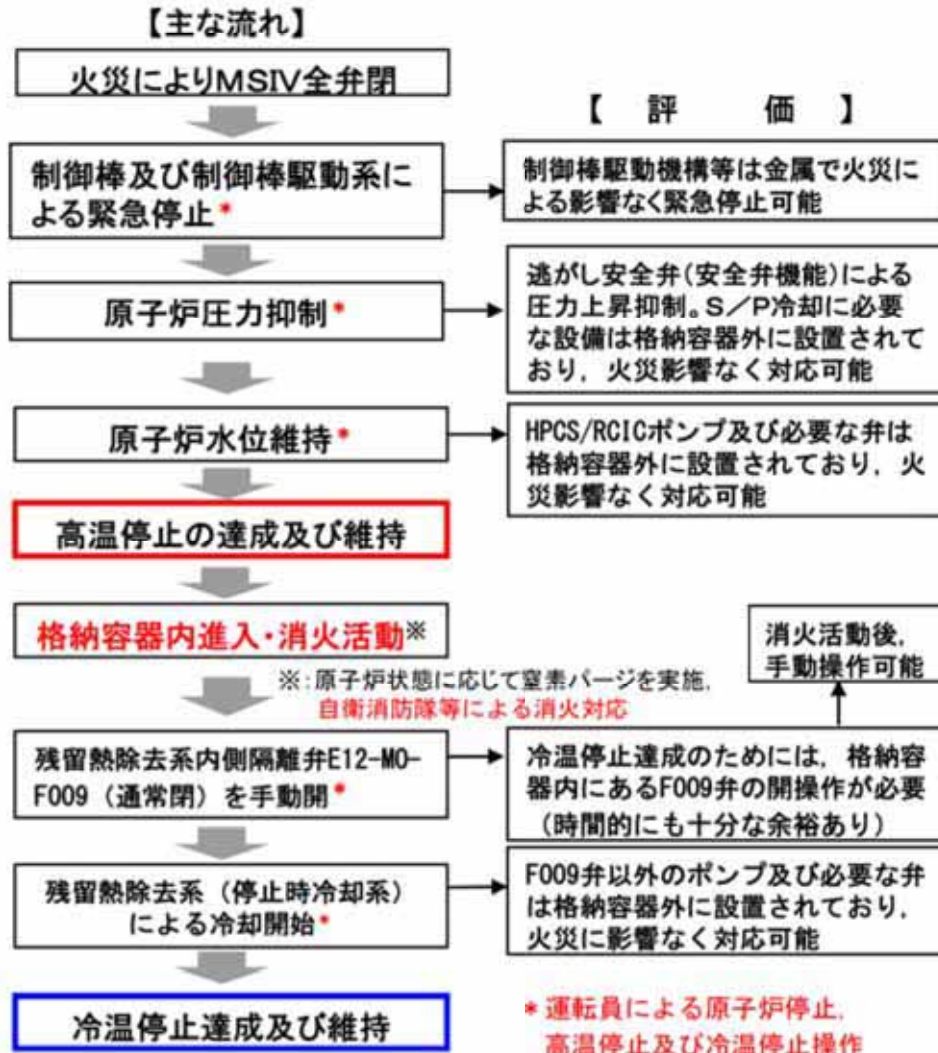 【主な流れ】
火災によりMSIV全弁閉
【 評 価 】
制御棒及び制御棒駆動系に
よる緊急停止*
制御棒駆動機構等は金属で火災に
よる影響なく緊急停止可能
原子炉圧力抑制*
逃がし安全弁(安全弁機能)による
圧力上昇抑制。S/P冷却に必要
な設備は格納容器外に設置されて
おり，火災影響なく対応可能
原子炉水位維持*
HPCS/RCICポンプ及び必要な弁は
格納容器外に設置されており，火
災影響なく対応可能
高温停止の達成及び維持
格納容器内進入・消火活動※
※：原子炉状態に応じて窒素パージを実施，
自衛消防隊等による消火対応
消火活動後，
手動操作可能
残留熱除去系内側隔離弁E12-MO-
F009（通常閉）を手動開*
冷温停止達成のためには，格納容
器内にあるF009弁の開操作が必要
（時間的にも十分な余裕あり）
残留熱除去系（停止時冷却系）
による冷却開始*
F009弁以外のポンプ及び必要な弁
は格納容器外に設置されており，
火災に影響なく対応可能
冷温停止達成及び維持
* 運転員による原子炉停止，
高温停止及び冷温停止操作